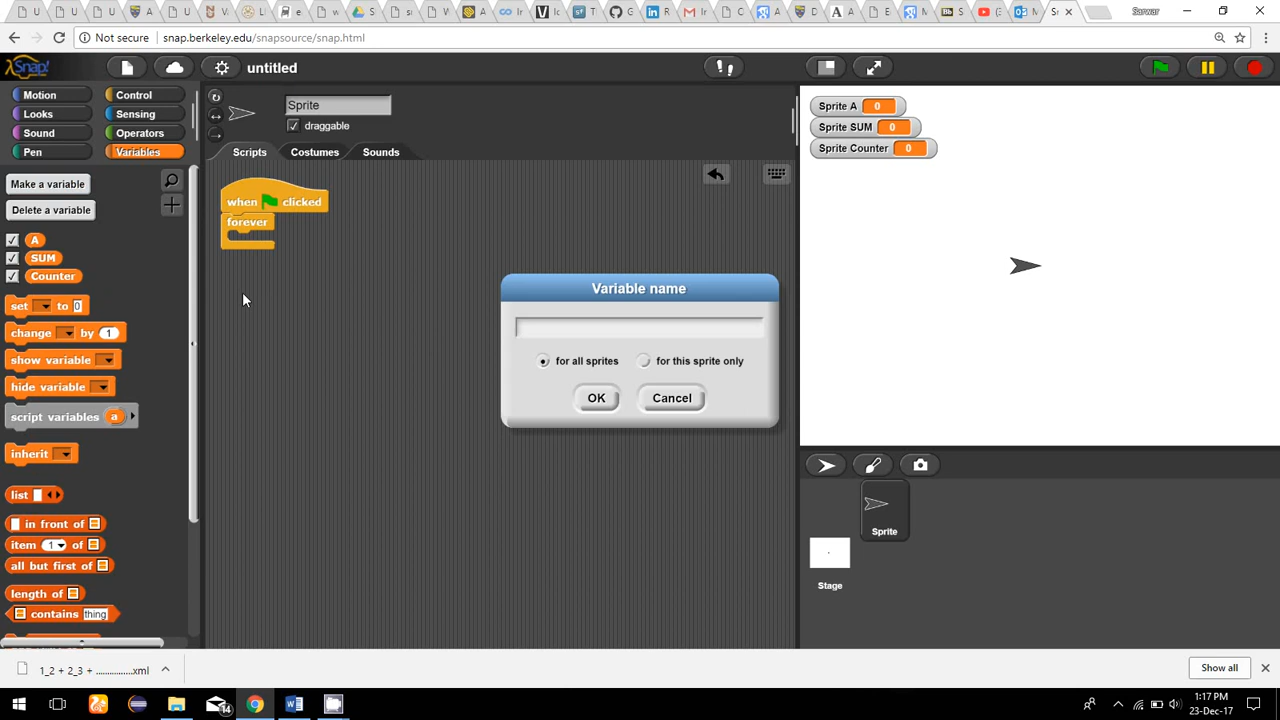 Sarwar
Not secure snap.berkeley.edu/snapsource/snap.html
Snap!
untitled
Motion
Control
Looks
Sensing
Sound
Operators
Pen
Variables
Make a variable
Delete a variable
A
SUM
Counter
set to 0
change by 1
show variable
hide variable
script variables a
inherit
list
in front of
item 1 of
all but first of
length of
contains thing
Sprite
draggable
Scripts
Costumes
Sounds
when clicked
forever
Variable name
for all sprites
for this sprite only
OK
Cancel
Sprite A 0
Sprite SUM 0
Sprite Counter 0
Sprite
Stage
1_2 + 2_3 + ................xml
Show all
14
1:17 PM
23-Dec-17